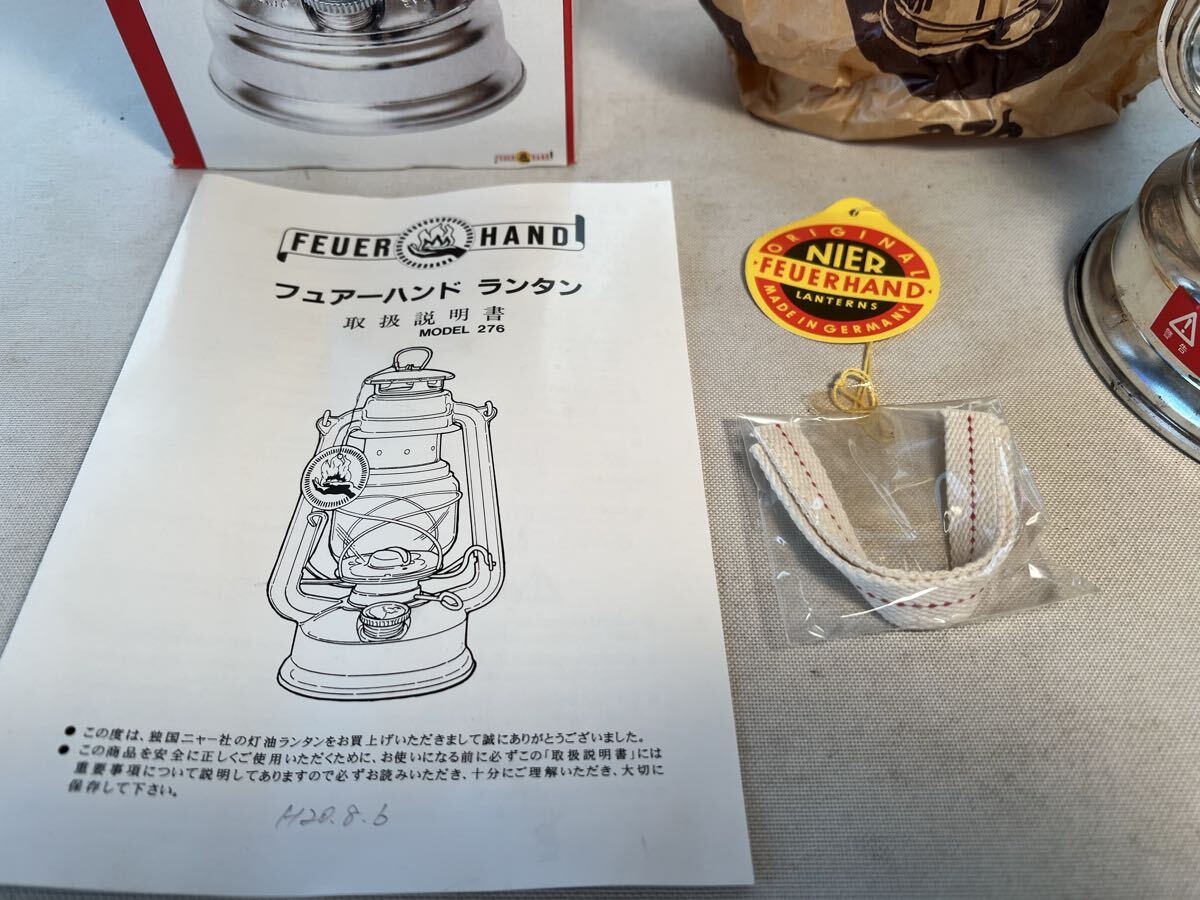 FEUER HAND
276
FEUER HAND
フュアーハンド ランタン
取扱説明書
MODEL 276
ORIGINAL
NIER
FEUERHAND
LANTERNS
MADE IN GERMANY
警告
● この度は、独国ニャー社の灯油ランタンをお買上げいただきまして誠にありがとうございました。
● この商品を安全に正しくご使用いただくために、お使いになる前に必ずこの「取扱説明書」には
重要事項について説明してありますので必ずお読みいただき、十分にご理解いただき、大切に
保存して下さい。
H20.8.6